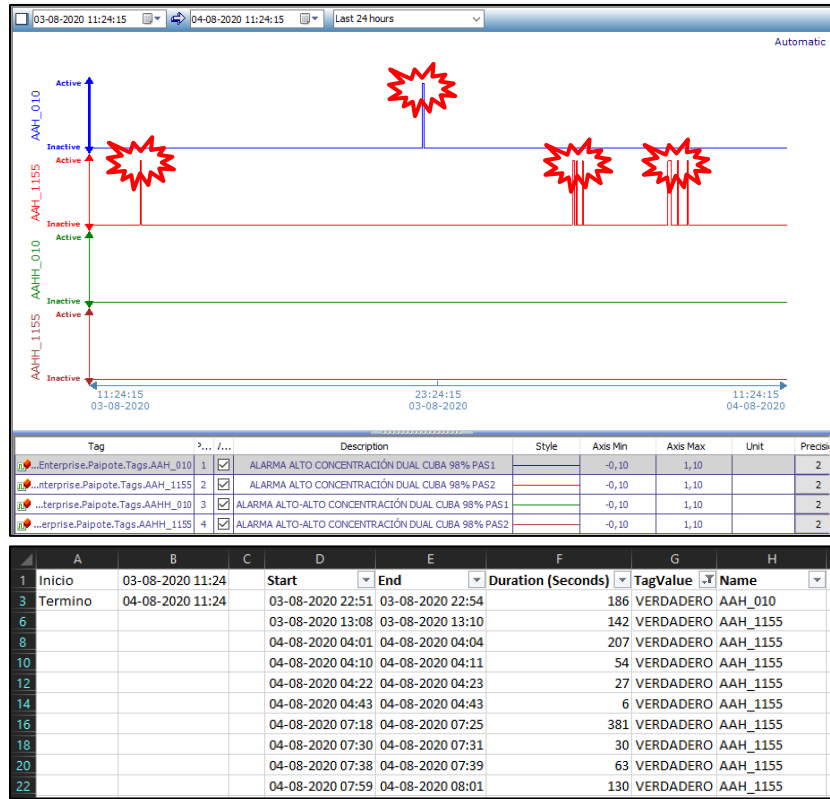 03-08-2020 11:24:15 04-08-2020 11:24:15 Last 24 hours
Automatic
AAH_010 Active Inactive
AAH_1155 Active Inactive
AAHH_010 Active Inactive
AAHH_1155 Active Inactive
11:24:15 23:24:15 11:24:15
03-08-2020 03-08-2020 04-08-2020
Tag ?... /... Description Style Axis Min Axis Max Unit Precisi
...Enterprise.Paipote.Tags.AAH_010 1 ALARMA ALTO CONCENTRACIÓN DUAL CUBA 98% PAS1 -0,10 1,10 2
...nterprise.Paipote.Tags.AAH_1155 2 ALARMA ALTO CONCENTRACIÓN DUAL CUBA 98% PAS2 -0,10 1,10 2
...terprise.Paipote.Tags.AAHH_010 3 ALARMA ALTO-ALTO CONCENTRACIÓN DUAL CUBA 98% PAS1 -0,10 1,10 2
...erprise.Paipote.Tags.AAHH_1155 4 ALARMA ALTO-ALTO CONCENTRACIÓN DUAL CUBA 98% PAS2 -0,10 1,10 2
A B C D E F G H
1 Inicio 03-08-2020 11:24 Start End Duration (Seconds) TagValue Name
3 Termino 04-08-2020 11:24 03-08-2020 22:51 03-08-2020 22:54 186 VERDADERO AAH_010
6 03-08-2020 13:08 03-08-2020 13:10 142 VERDADERO AAH_1155
8 04-08-2020 04:01 04-08-2020 04:04 207 VERDADERO AAH_1155
10 04-08-2020 04:10 04-08-2020 04:11 54 VERDADERO AAH_1155
12 04-08-2020 04:22 04-08-2020 04:23 27 VERDADERO AAH_1155
14 04-08-2020 04:43 04-08-2020 04:43 6 VERDADERO AAH_1155
16 04-08-2020 07:18 04-08-2020 07:25 381 VERDADERO AAH_1155
18 04-08-2020 07:30 04-08-2020 07:31 30 VERDADERO AAH_1155
20 04-08-2020 07:38 04-08-2020 07:39 63 VERDADERO AAH_1155
22 04-08-2020 07:59 04-08-2020 08:01 130 VERDADERO AAH_1155